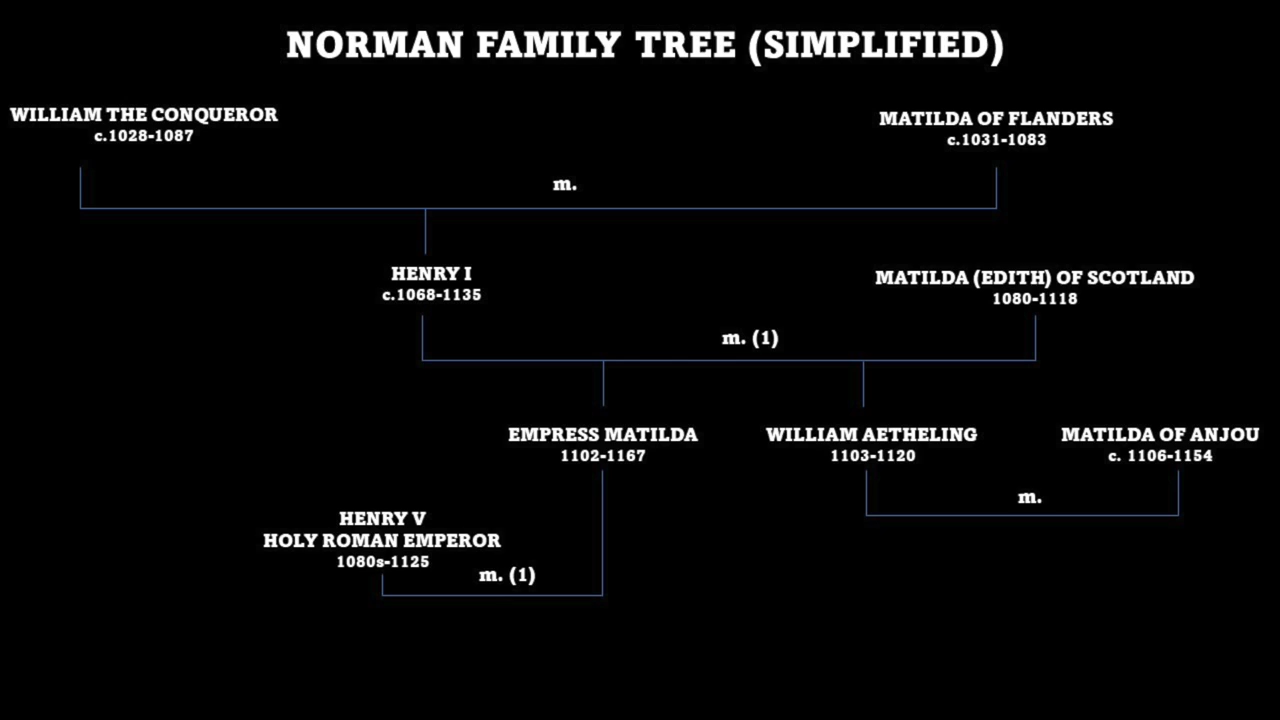 NORMAN FAMILY TREE (SIMPLIFIED)
WILLIAM THE CONQUEROR
c.1028-1087
MATILDA OF FLANDERS
c.1031-1083
m.
HENRY I
c.1068-1135
MATILDA (EDITH) OF SCOTLAND
1080-1118
m. (1)
EMPRESS MATILDA
1102-1167
WILLIAM AETHELING
1103-1120
MATILDA OF ANJOU
c. 1106-1154
m.
HENRY V
HOLY ROMAN EMPEROR
1080s-1125
m. (1)